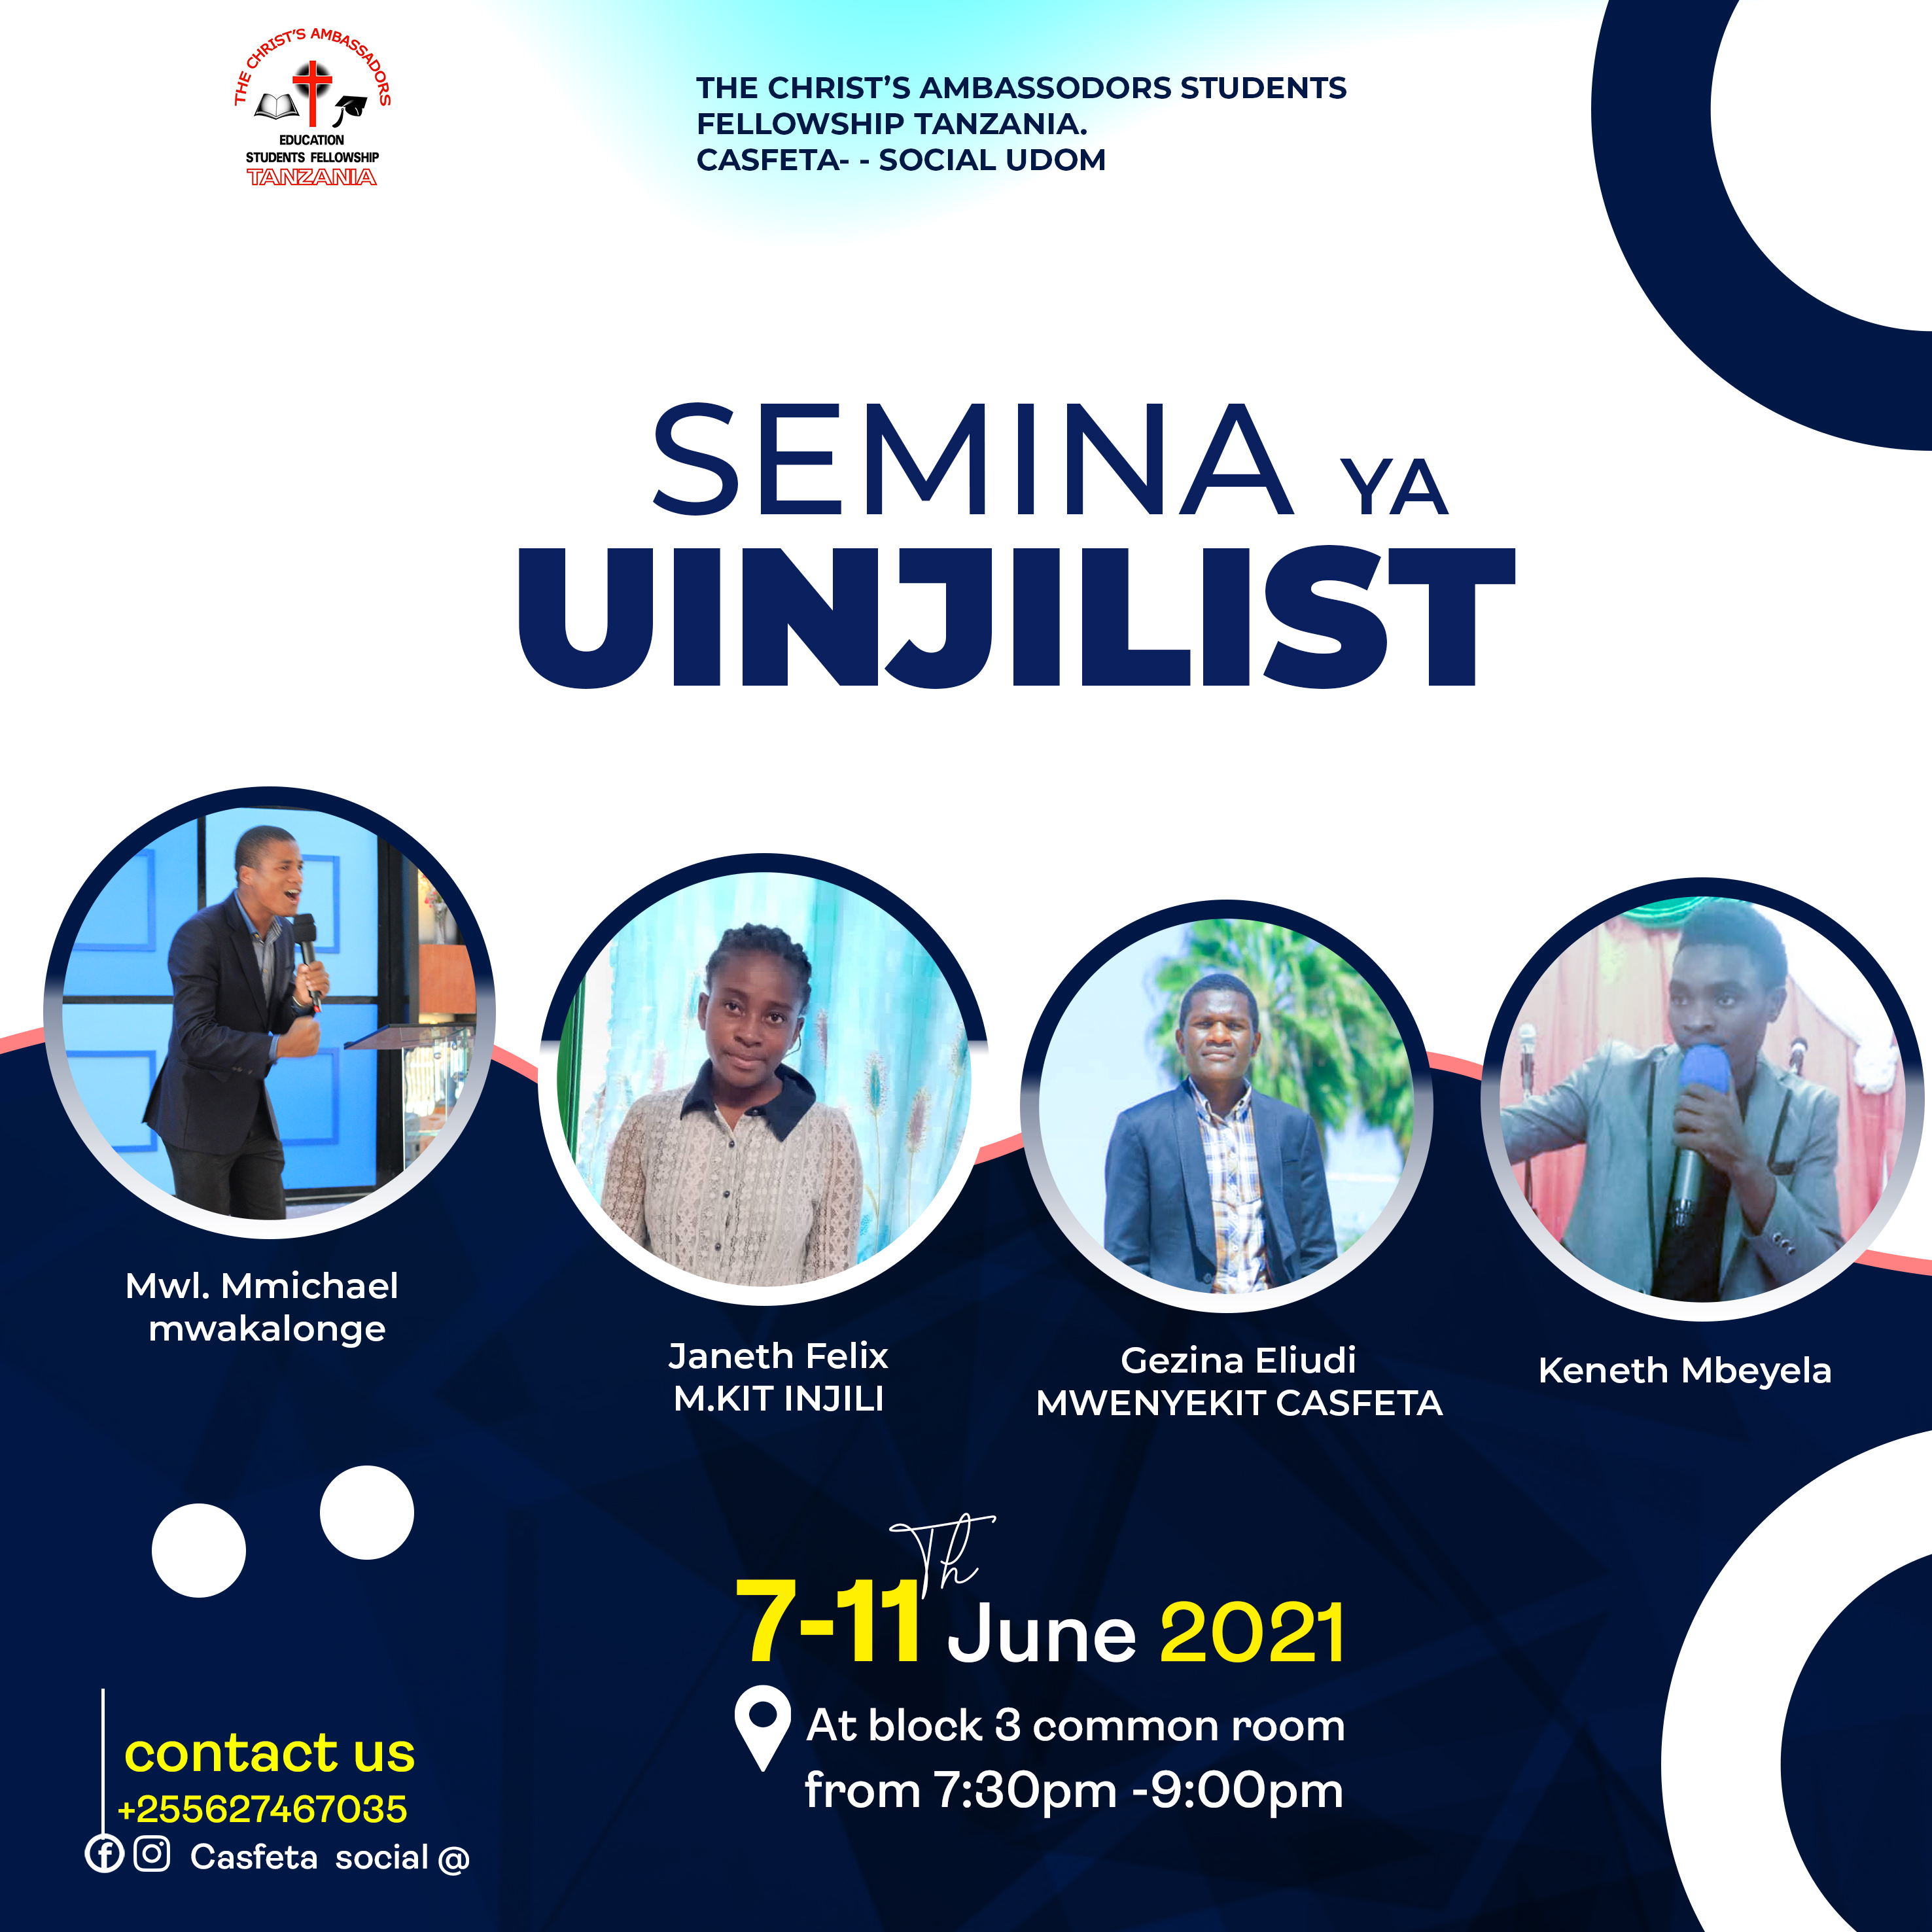 THE CHRIST'S AMBASSADORS
EDUCATION
STUDENTS FELLOWSHIP
TANZANIA
THE CHRIST’S AMBASSODORS STUDENTS
FELLOWSHIP TANZANIA.
CASFETA- - SOCIAL UDOM
SEMINA YA
UINJILIST
Mwl. Mmichael
mwakalonge
Janeth Felix
M.KIT INJILI
Gezina Eliudi
MWENYEKIT CASFETA
Keneth Mbeyela
7-11Th June 2021
At block 3 common room
from 7:30pm -9:00pm
contact us
+255627467035
Casfeta social @